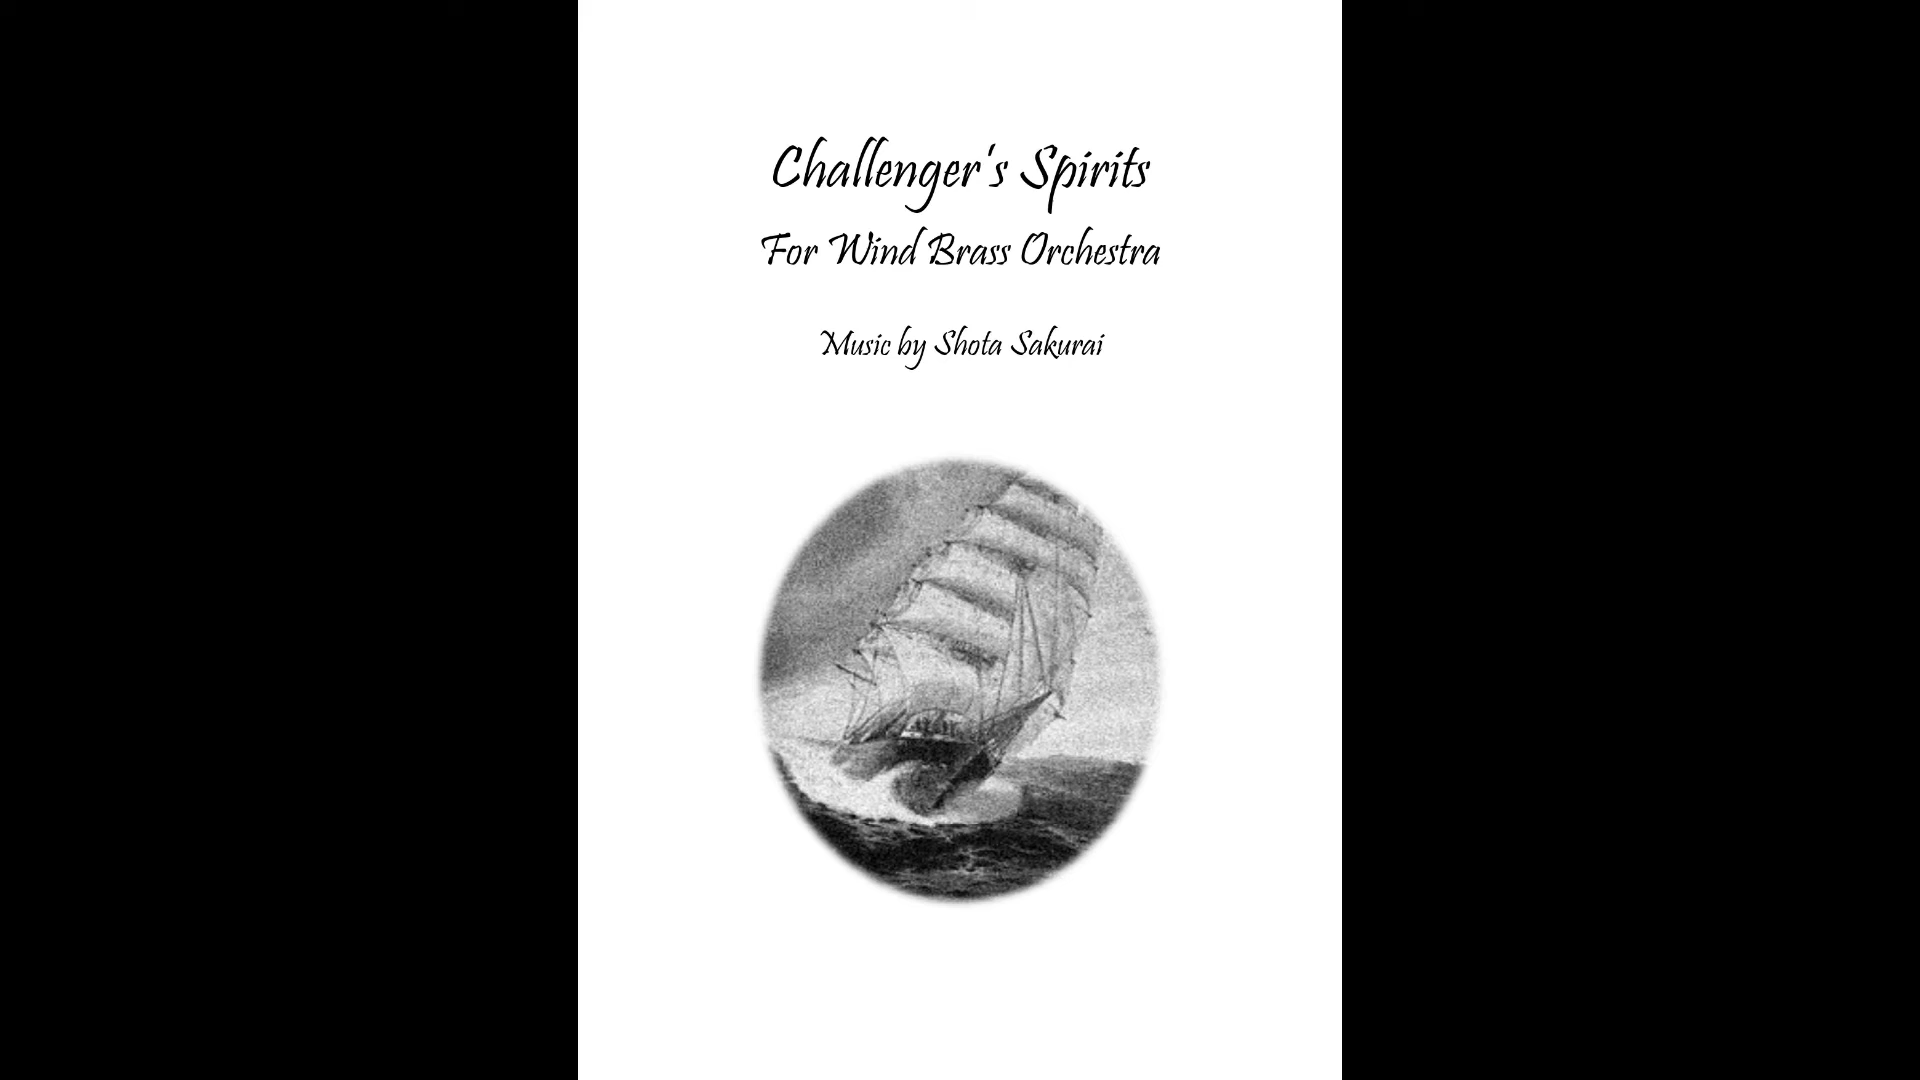 Challenger's Spirits
For Wind Brass Orchestra
Music by Shota Sakurai